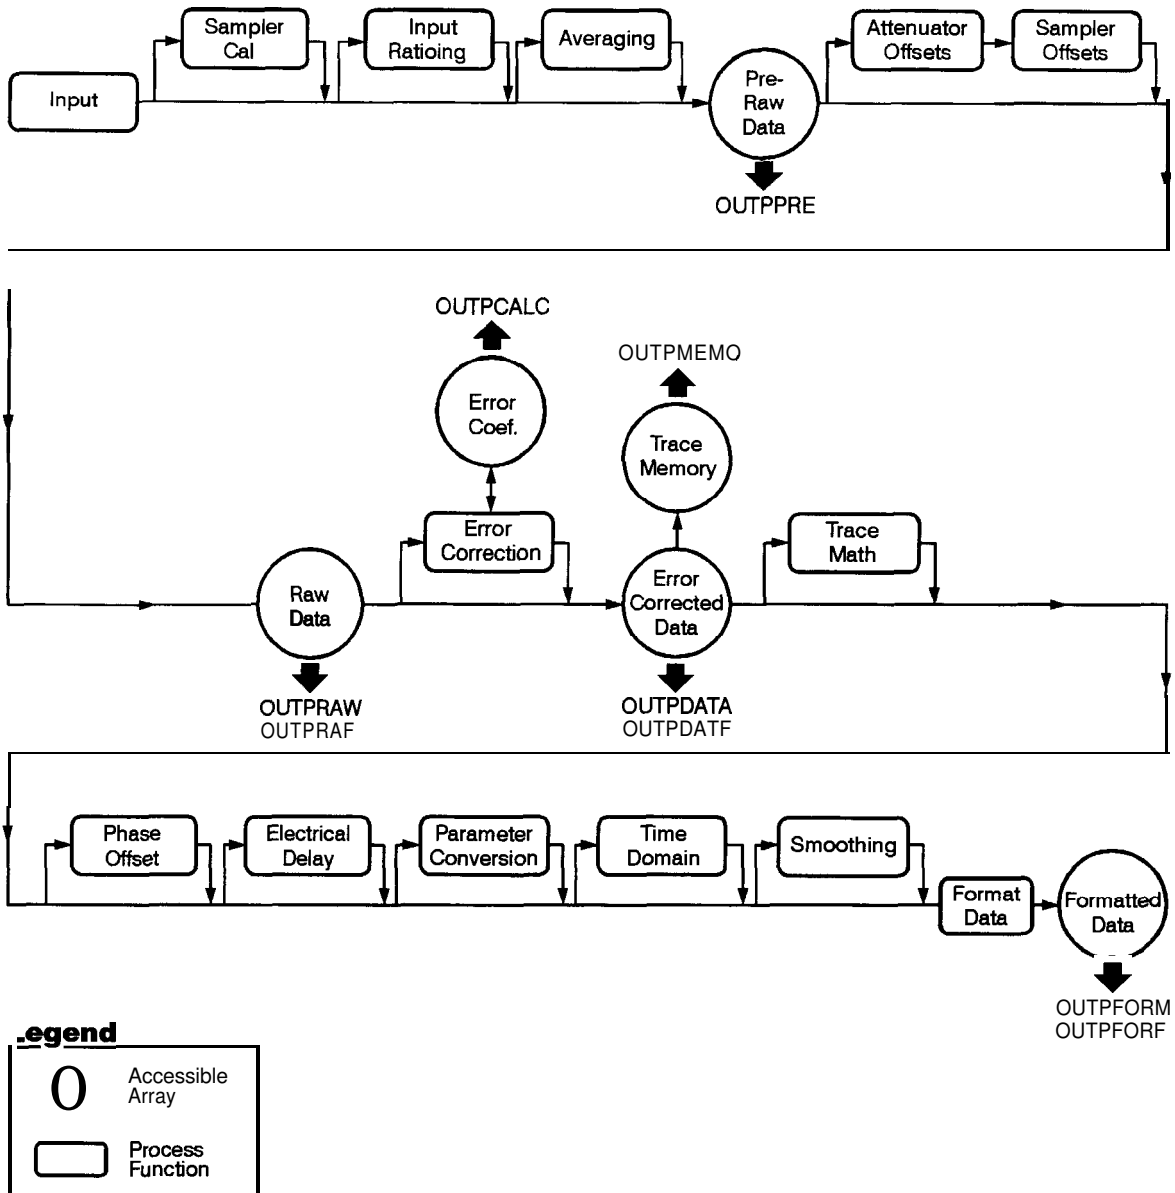 Input
Sampler
Cal
Input
Ratioing
Averaging
Pre-
Raw
Data
OUTPPRE
Attenuator
Offsets
Sampler
Offsets
OUTPCALC
Error
Coef.
OUTPMEMO
Trace
Memory
Error
Correction
Trace
Math
Raw
Data
OUTPRAW
OUTPRAF
Error
Corrected
Data
OUTPDATA
OUTPDATF
Phase
Offset
Electrical
Delay
Parameter
Conversion
Time
Domain
Smoothing
Format
Data
Formatted
Data
OUTPFORM
OUTPFORF
.egend
O Accessible
Array
Process
Function